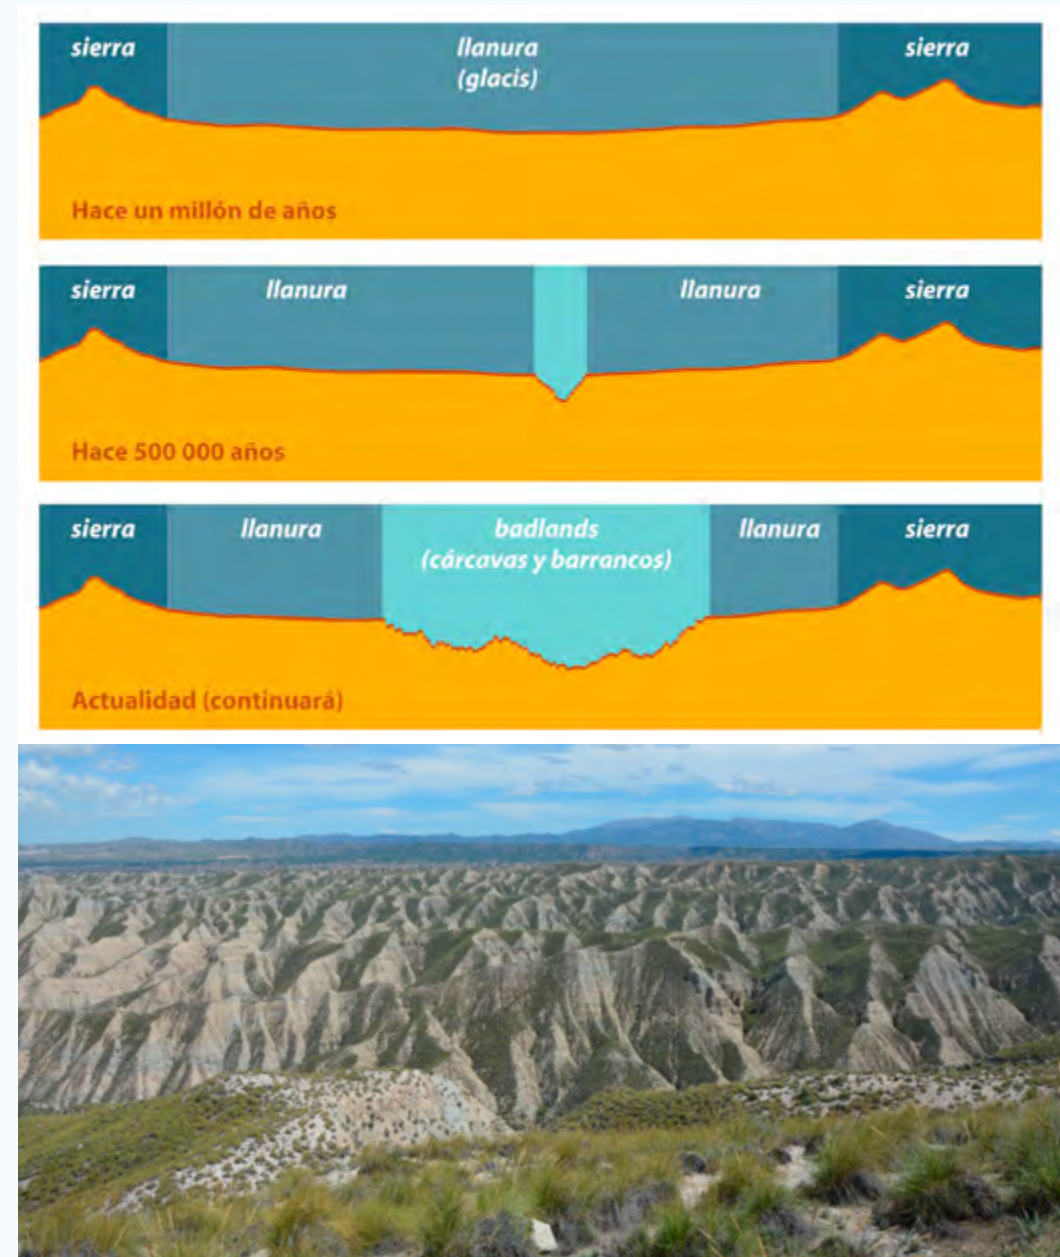 sierra
llanura
(glacis)
sierra
Hace un millón de años
sierra
llanura
llanura
sierra
Hace 500 000 años
sierra
llanura
badlands
(cárcavas y barrancos)
llanura
sierra
Actualidad (continuará)